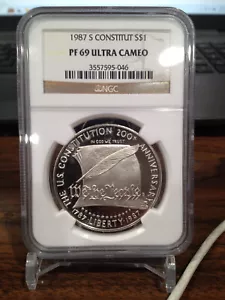 1987 S CONSTITUT S$1
PF 69 ULTRA CAMEO
3557595-046
NGC
THE U.S. CONSTITUTION 200th ANNIVERSARY
IN GOD WE TRUST
We the People
1787 LIBERTY 1987